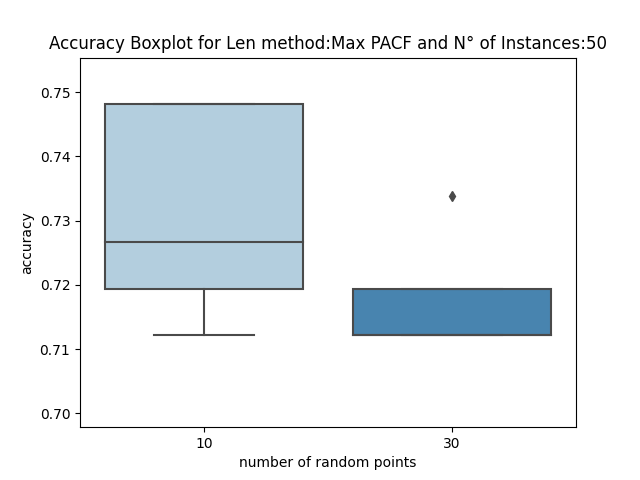 Accuracy Boxplot for Len method:Max PACF and N° of Instances:50
0.75
0.74
0.73
0.72
0.71
0.70
accuracy
10
30
number of random points